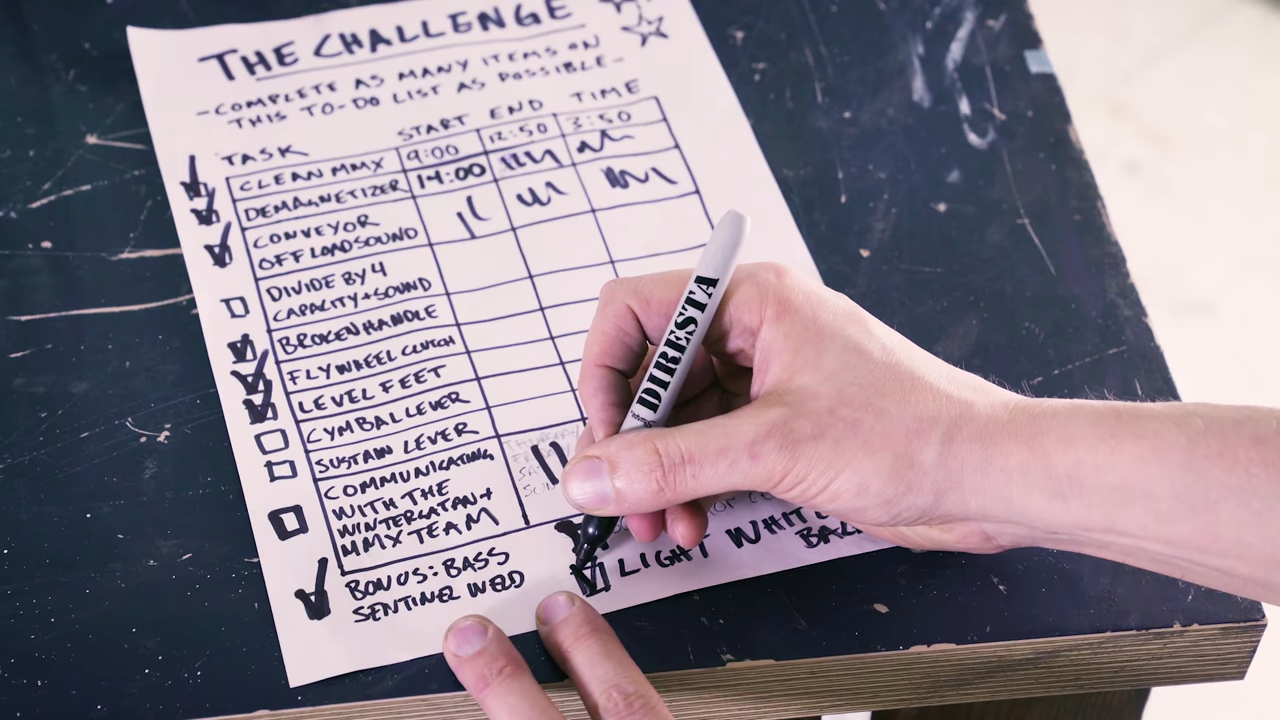 THE CHALLENGE
-COMPLETE AS MANY ITEMS ON
THIS TO-DO LIST AS POSSIBLE-
TASK START END TIME
CLEAN MMX 9:00 12:50 3:50
DEMAGNETIZER 14:00
CONVEYOR
OFFLOADSOUND
DIVIDE BY 4
CAPACITY+SOUND
BROKEN HANDLE
FLYWHEEL CLUTCH
LEVEL FEET
CYMBAL LEVER
SUSTAIN LEVER
COMMUNICATING
WITH THE
WINTERGATAN+
MMX TEAM
BONUS: BASS
SENTINEL WELD
LIGHT WHITE
DIRESTA